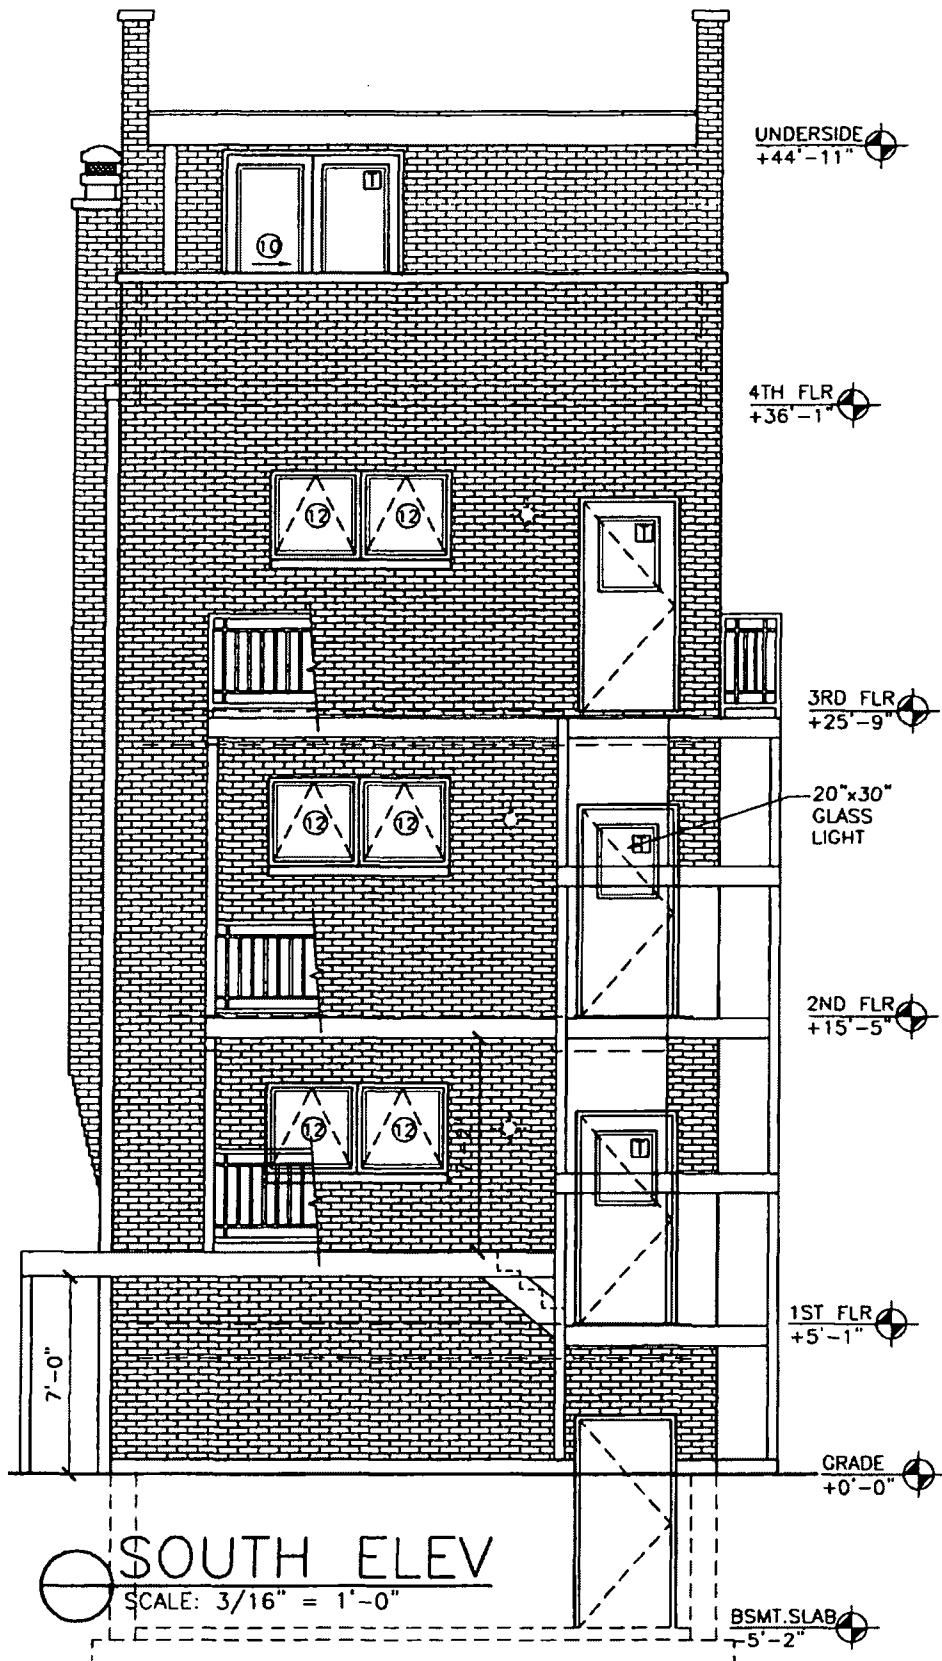 UNDERSIDE
+44'-11"
T
10
4TH FLR
+36'-1"
12 12
T
3RD FLR
+25'-9"
20"x30"
GLASS
LIGHT
12 12
T
2ND FLR
+15'-5"
12 12
T
1ST FLR
+5'-1"
7'-0"
GRADE
+0'-0"
SOUTH ELEV
SCALE: 3/16" = 1'-0"
BSMT.SLAB
-5'-2"